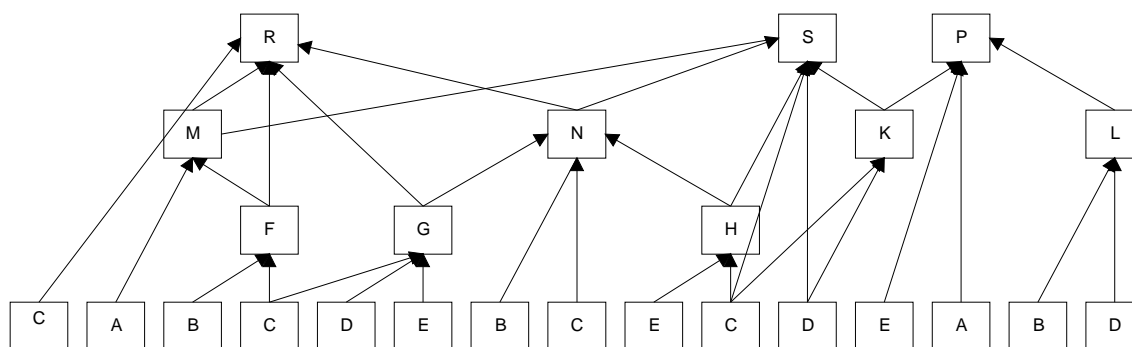 R S P
M N K L
F G H
C A B C D E B C E C D E A B D